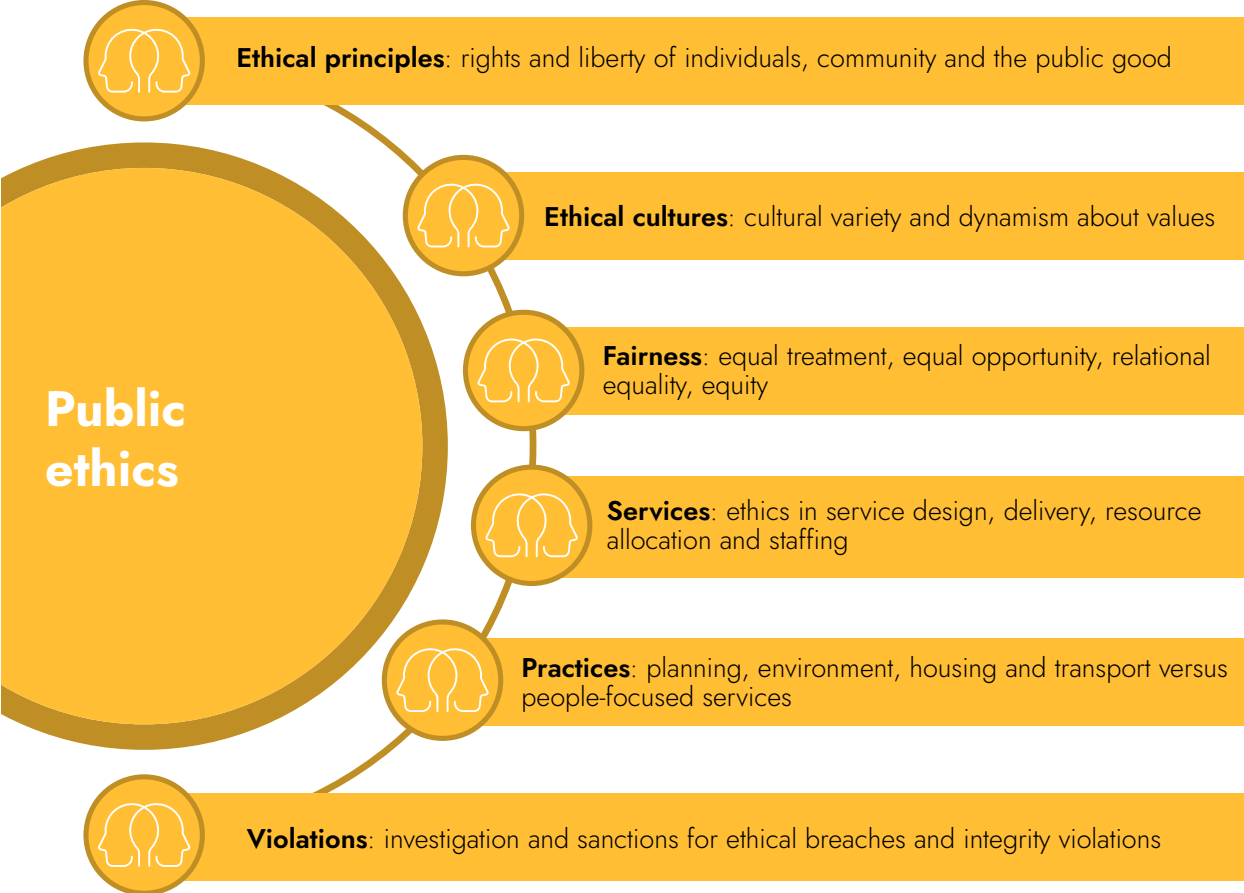 Ethical principles: rights and liberty of individuals, community and the public good
Ethical cultures: cultural variety and dynamism about values
Fairness: equal treatment, equal opportunity, relational
equality, equity
Public
ethics
Services: ethics in service design, delivery, resource
allocation and staffing
Practices: planning, environment, housing and transport versus
people-focused services
Violations: investigation and sanctions for ethical breaches and integrity violations